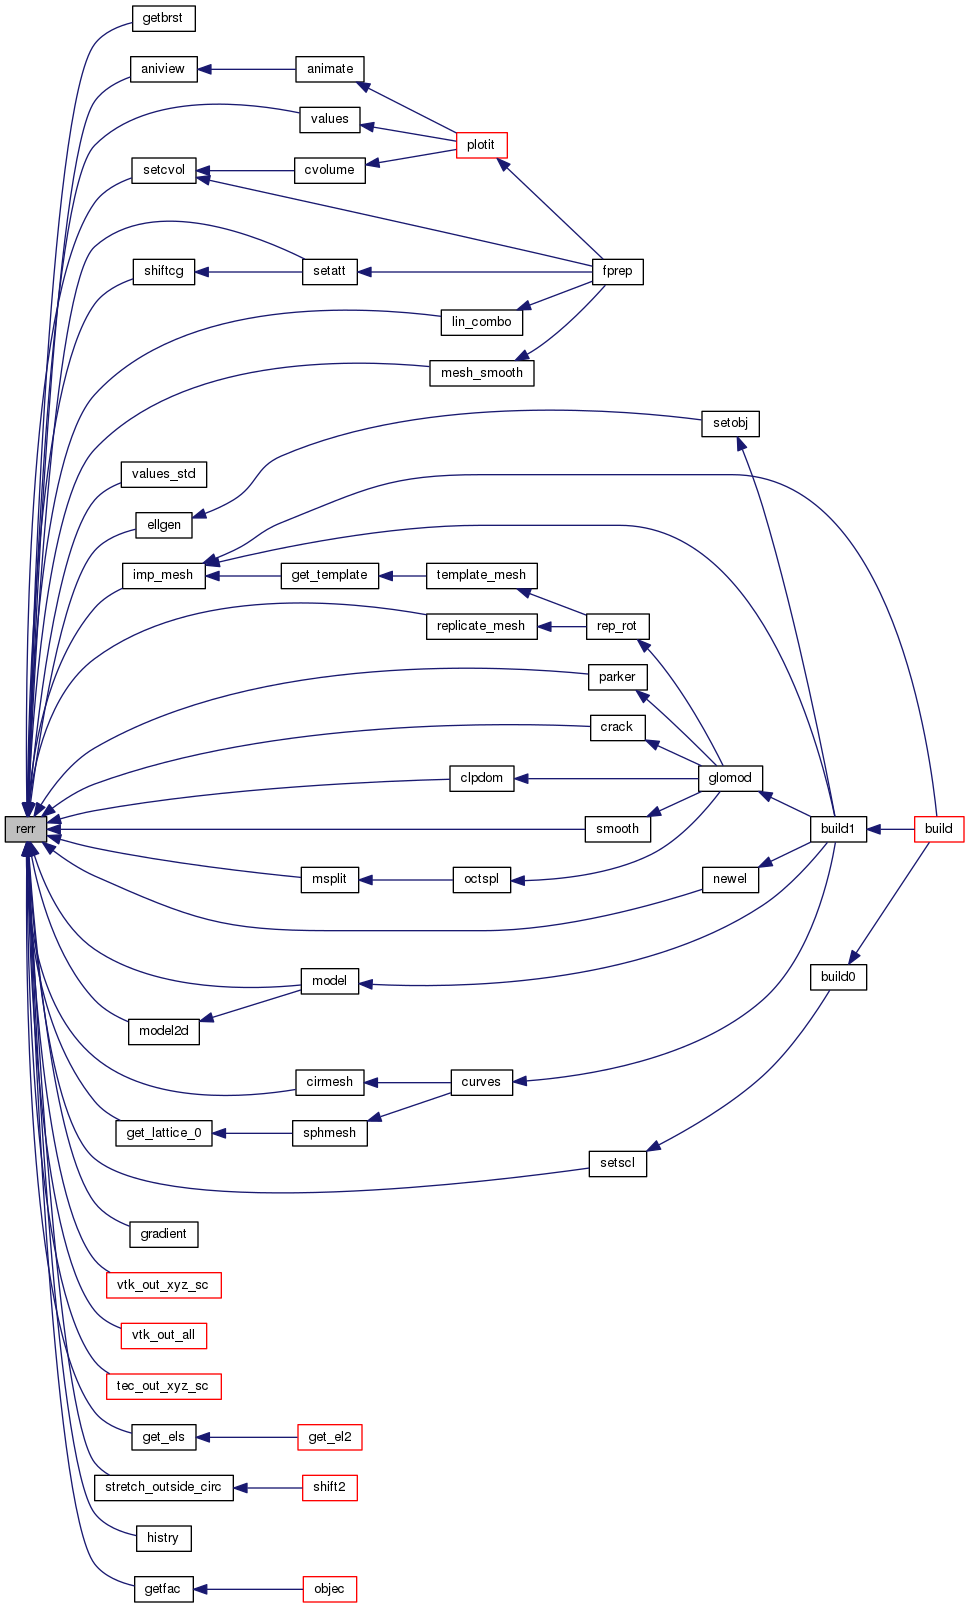 getbrst
aniview
animate
values
plotit
setcvol
cvolume
shiftcg
setatt
fprep
lin_combo
mesh_smooth
setobj
values_std
ellgen
imp_mesh
get_template
template_mesh
replicate_mesh
rep_rot
parker
crack
clpdom
glomod
rerr
smooth
build1
build
msplit
octspl
newel
model
build0
model2d
cirmesh
curves
get_lattice_0
sphmesh
setscl
gradient
vtk_out_xyz_sc
vtk_out_all
tec_out_xyz_sc
get_els
get_el2
stretch_outside_circ
shift2
histry
getfac
objec